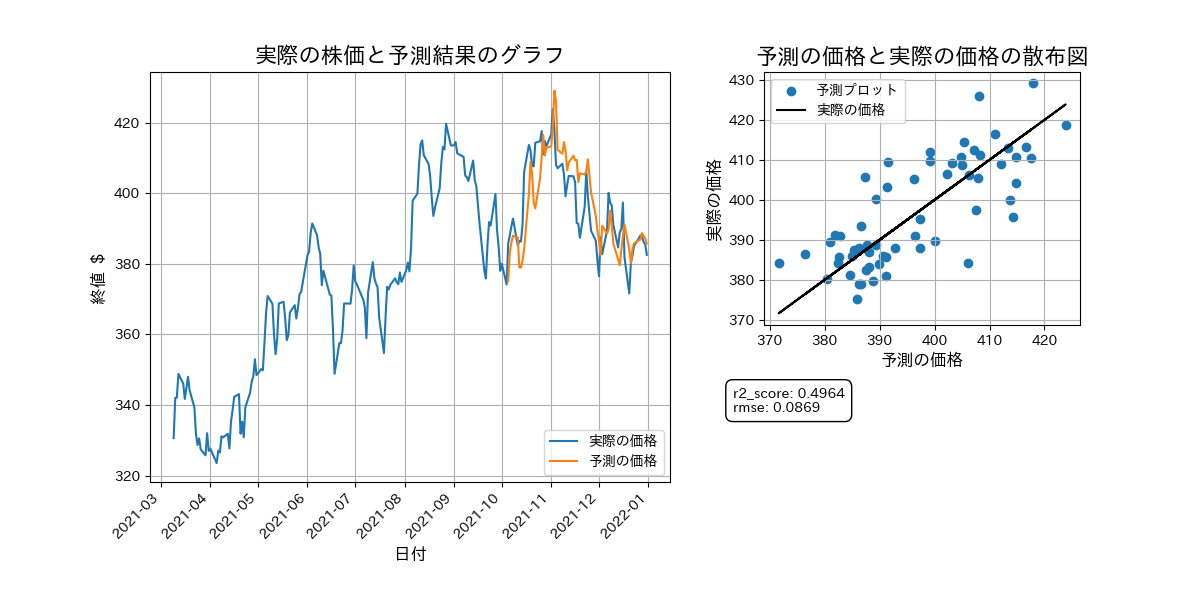 実際の株価と予測結果のグラフ
終値 $
420
400
380
360
340
320
2021-03
2021-04
2021-05
2021-06
2021-07
2021-08
2021-09
2021-10
2021-11
2021-12
2022-01
日付
実際の価格
予測の価格
予測の価格と実際の価格の散布図
実際の価格
430
420
410
400
390
380
370
370
380
390
400
410
420
予測の価格
予測プロット
実際の価格
r2_score: 0.4964
rmse: 0.0869